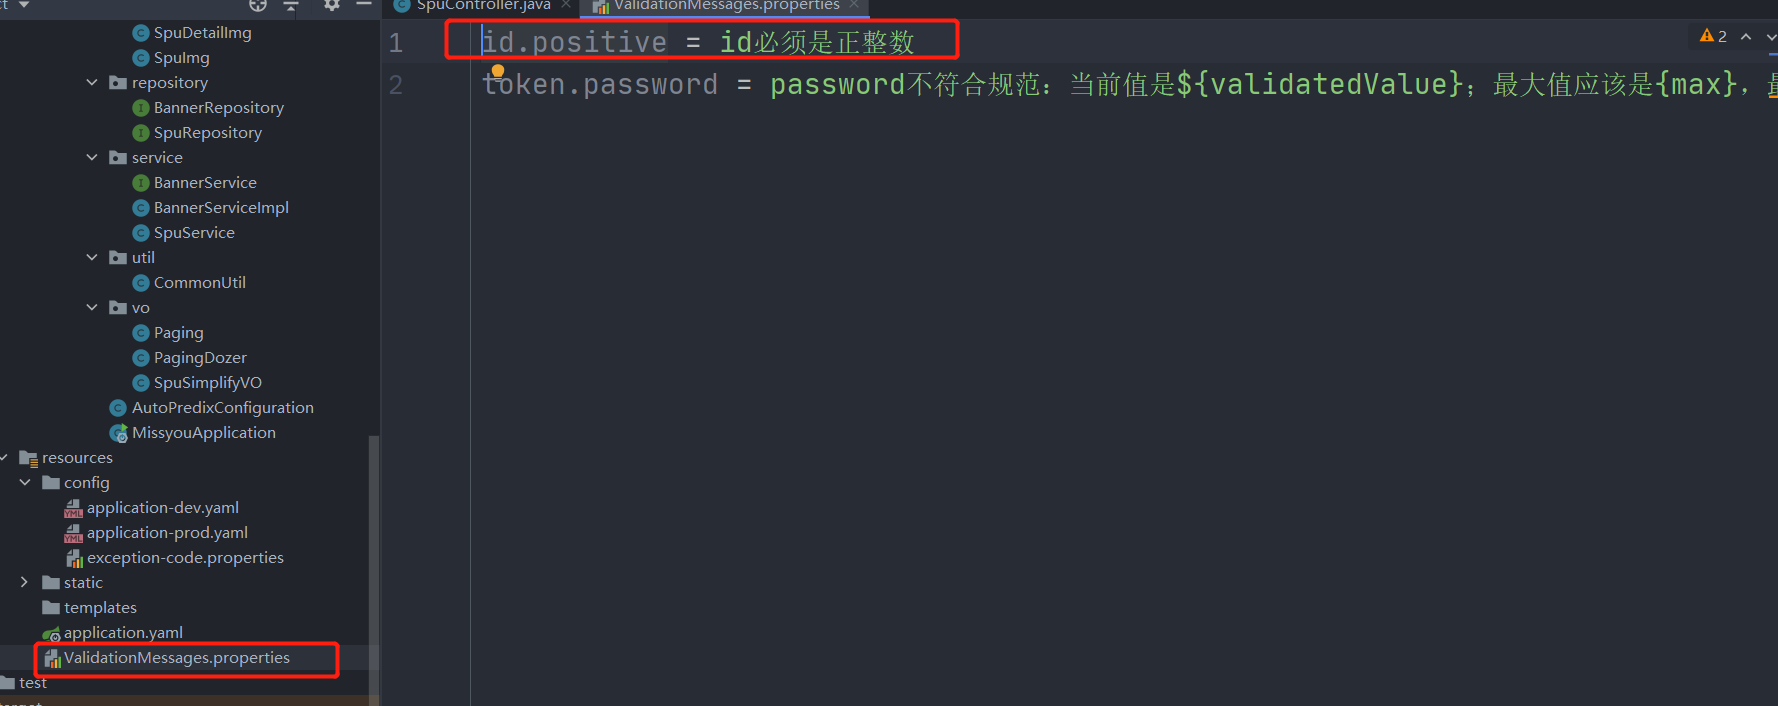 SpuController.java
ValidationMessages.properties
SpuDetailImg
SpuImg
repository
BannerRepository
SpuRepository
service
BannerService
BannerServiceImpl
SpuService
util
CommonUtil
vo
Paging
PagingDozer
SpuSimplifyVO
AutoPredixConfiguration
MissyouApplication
resources
config
application-dev.yaml
application-prod.yaml
exception-code.properties
static
templates
application.yaml
ValidationMessages.properties
test
1 id.positive = id必须是正整数
2 token.password = password不符合规范：当前值是${validatedValue}；最大值应该是{max}，
2